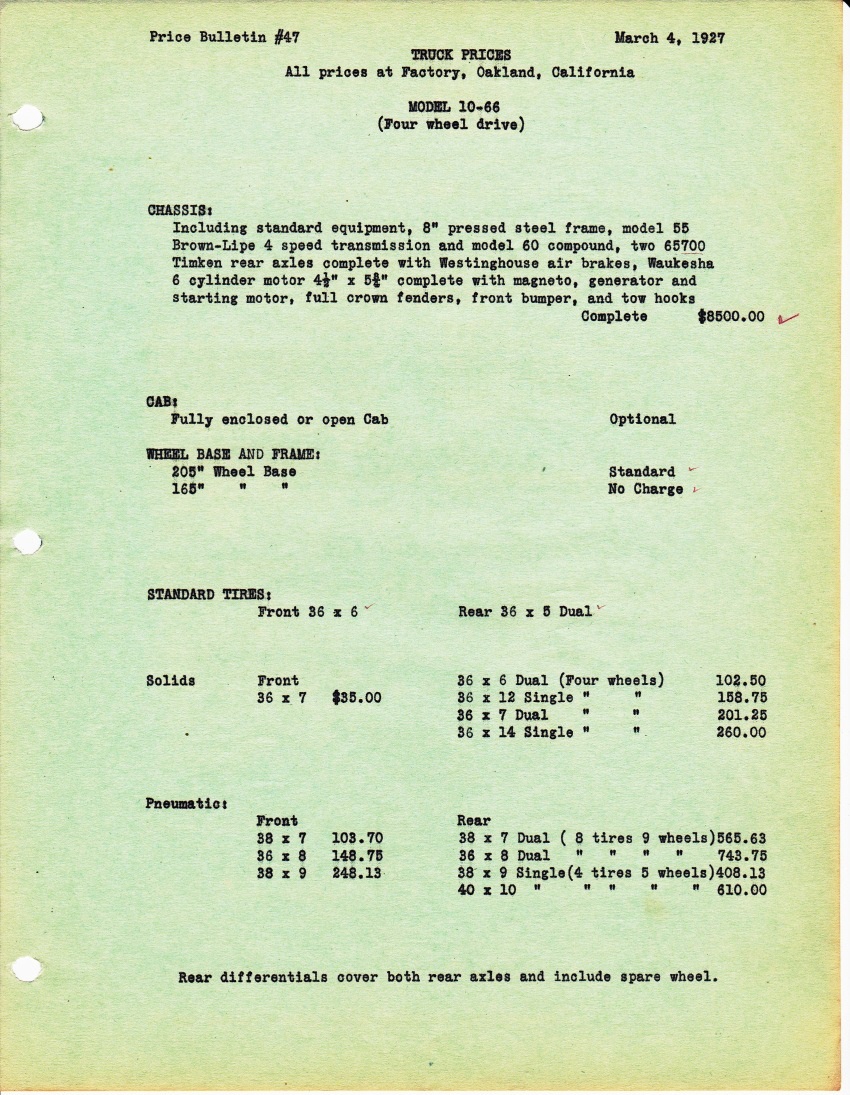 Price Bulletin #47 March 4, 1927
TRUCK PRICES
All prices at Factory, Oakland, California
MODEL 10-66
(Four wheel drive)
CHASSIS:
Including standard equipment, 8" pressed steel frame, model 55
Brown-Lipe 4 speed transmission and model 60 compound, two 65700
Timken rear axles complete with Westinghouse air brakes, Waukesha
6 cylinder motor 4½" x 5¾" complete with magneto, generator and
starting motor, full crown fenders, front bumper, and tow hooks
Complete $8500.00
CAB:
Fully enclosed or open Cab Optional
WHEEL BASE AND FRAME:
205" Wheel Base Standard
165" " " No Charge
STANDARD TIRES:
Front 36 x 6 Rear 36 x 5 Dual
Solids Front 36 x 6 Dual (Four wheels) 102.50
36 x 7 $35.00 36 x 12 Single " " 158.75
36 x 7 Dual " " 201.25
36 x 14 Single " " 260.00
Pneumatic:
Front Rear
38 x 7 103.70 38 x 7 Dual ( 8 tires 9 wheels)565.63
36 x 8 148.75 36 x 8 Dual " " " " 743.75
38 x 9 248.13 38 x 9 Single(4 tires 5 wheels)408.13
40 x 10 " " " " " 610.00
Rear differentials cover both rear axles and include spare wheel.